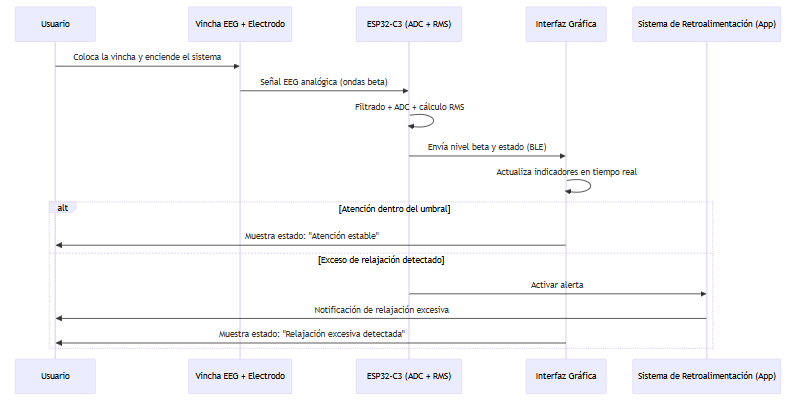 Usuario
Vincha EEG + Electrodo
ESP32-C3 (ADC + RMS)
Interfaz Gráfica
Sistema de Retroalimentación (App)
Coloca la vincha y enciende el sistema
Señal EEG analógica (ondas beta)
Filtrado + ADC + cálculo RMS
Envía nivel beta y estado (BLE)
Actualiza indicadores en tiempo real
alt
[Atención dentro del umbral]
Muestra estado: "Atención estable"
[Exceso de relajación detectado]
Activar alerta
Notificación de relajación excesiva
Muestra estado: "Relajación excesiva detectada"
Usuario
Vincha EEG + Electrodo
ESP32-C3 (ADC + RMS)
Interfaz Gráfica
Sistema de Retroalimentación (App)